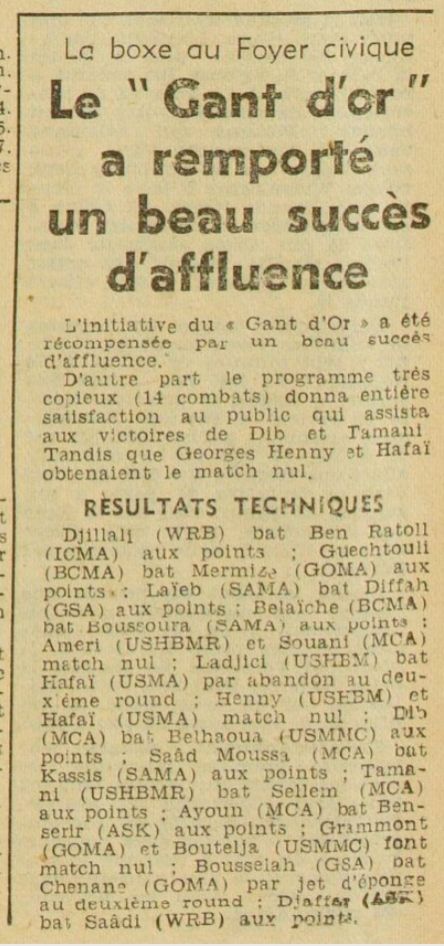 La boxe au Foyer civique
Le " Gant d'or "
a remporté
un beau succès
d'affluence
L'initiative du « Gant d'Or » a été
récompensée par un beau succès
d'affluence.
D'autre part le programme très
copieux (14 combats) donna entière
satisfaction au public qui assista
aux victoires de Dib et Tamani
Tandis que Georges Henny et Hafaï
obtenaient le match nul.
RESULTATS TECHNIQUES
Djillali (WRB) bat Ben Ratoll
(ICMA) aux points ; Guechtouli
(BCMA) bat Mermize (GOMA) aux
points ; Laïeb (SAMA) bat Diffah
(GSA) aux points ; Belaïche (BCMA)
bat Boussoura (SAMA) aux points ;
Ameri (USHBMR) et Souani (MCA)
match nul ; Ladjici (USHBM) bat
Hafaï (USMA) par abandon au deu-
xième round ; Henny (USHBM) et
Hafaï (USMA) match nul ; Dib
(MCA) bat Belhaoua (USMMC) aux
points ; Saâd Moussa (MCA) bat
Kassis (SAMA) aux points ; Tama-
ni (USHBMR) bat Sellem (MCA)
aux points ; Ayoun (MCA) bat Ben-
serir (ASK) aux points ; Grammont
(GOMA) et Boutelja (USMMC) font
match nul ; Bousselah (GSA) bat
Chenane (GOMA) par jet d'éponge
au deuxième round ; Djaffar (ASK)
bat Saâdi (WRB) aux points.